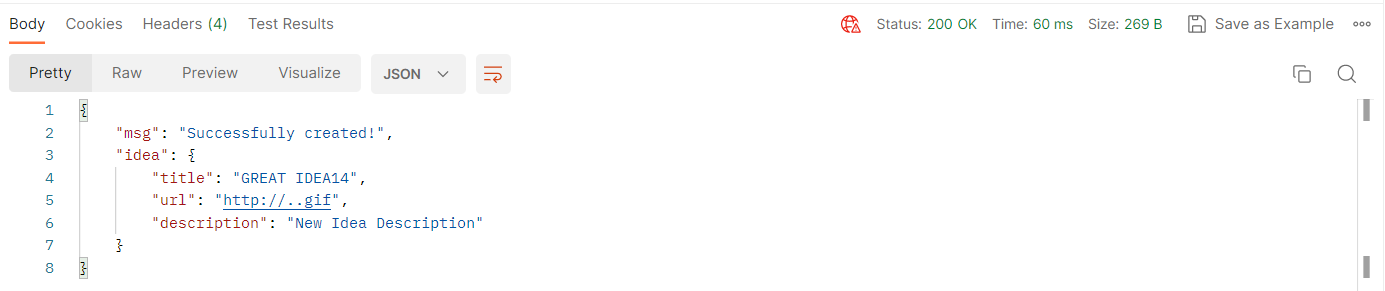 Body Cookies Headers (4) Test Results Status: 200 OK Time: 60 ms Size: 269 B Save as Example
Pretty Raw Preview Visualize JSON
1 {
2 "msg": "Successfully created!",
3 "idea": {
4 "title": "GREAT IDEA14",
5 "url": "http://..gif",
6 "description": "New Idea Description"
7 }
8 }